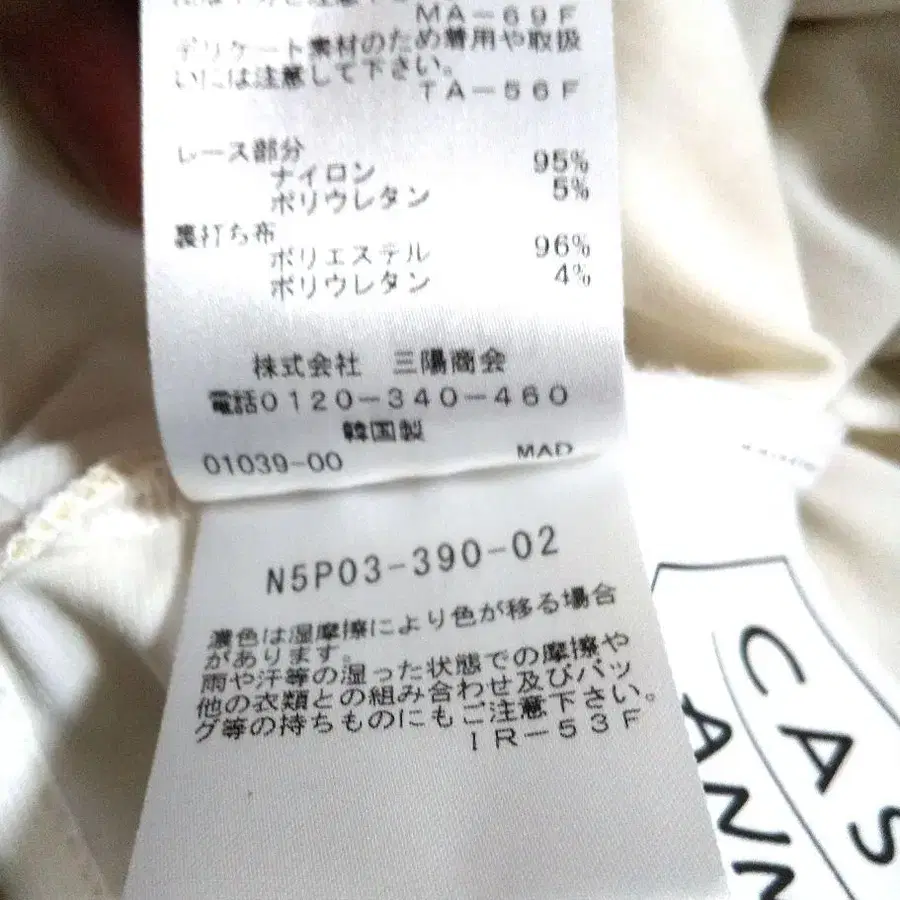 MA-69F
デリケート素材のため着用や取扱
いには注意して下さい。
TA-56F
レース部分
ナイロン 95%
ポリウレタン 5%
裏打ち布
ポリエステル 96%
ポリウレタン 4%
株式会社 三陽商会
電話0120-340-460
韓国製
01039-00 MAD
N5P03-390-02
濃色は湿摩擦により色が移る場合
があります。
雨や汗等の湿った状態での摩擦や
他の衣類との組み合わせ及びバッ
グ等の持ちものにもご注意下さい。
IR-53F
CAS
ANN